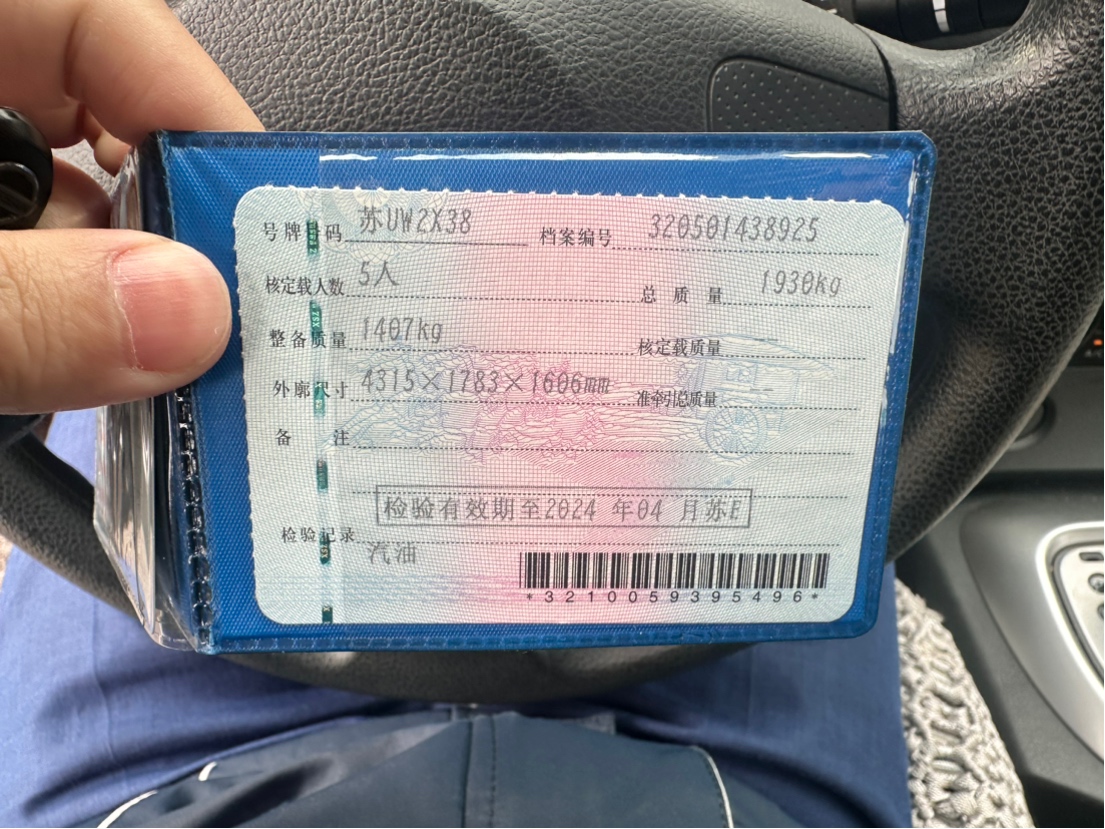 号牌号码 苏UW2X38 档案编号 320501438925
核定载人数 5人 总质量 1930kg
整备质量 1407kg 核定载质量
外廓尺寸 4315×1783×1606mm 准牵引总质量 --
备注
检验有效期至2024 年04 月苏E
检验记录
汽油
*3210059395496*